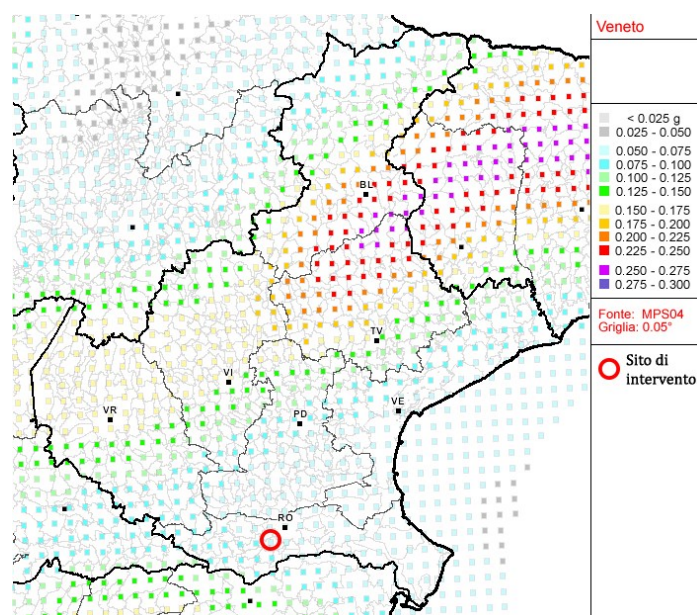 Veneto
< 0.025 g
0.025 - 0.050
0.050 - 0.075
0.075 - 0.100
0.100 - 0.125
0.125 - 0.150
0.150 - 0.175
0.175 - 0.200
0.200 - 0.225
0.225 - 0.250
0.250 - 0.275
0.275 - 0.300
Fonte: MPS04
Griglia: 0.05°
Sito di
intervento
BL
TV
VI
VR
PD
VE
RO